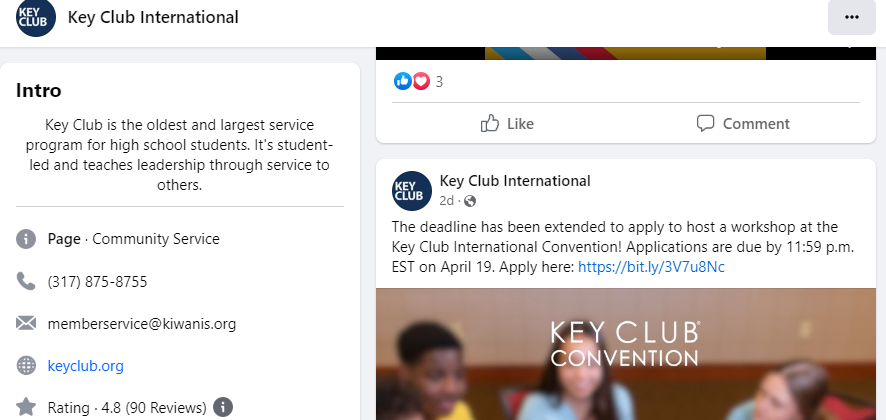 KEY
CLUB
Key Club International
Intro
Key Club is the oldest and largest service
program for high school students. It's student-
led and teaches leadership through service to
others.
Page · Community Service
(317) 875-8755
memberservice@kiwanis.org
keyclub.org
Rating · 4.8 (90 Reviews)
3
Like
Comment
KEY
CLUB
Key Club International
2d ·
The deadline has been extended to apply to host a workshop at the
Key Club International Convention! Applications are due by 11:59 p.m.
EST on April 19. Apply here: https://bit.ly/3V7u8Nc
KEY CLUB
CONVENTION